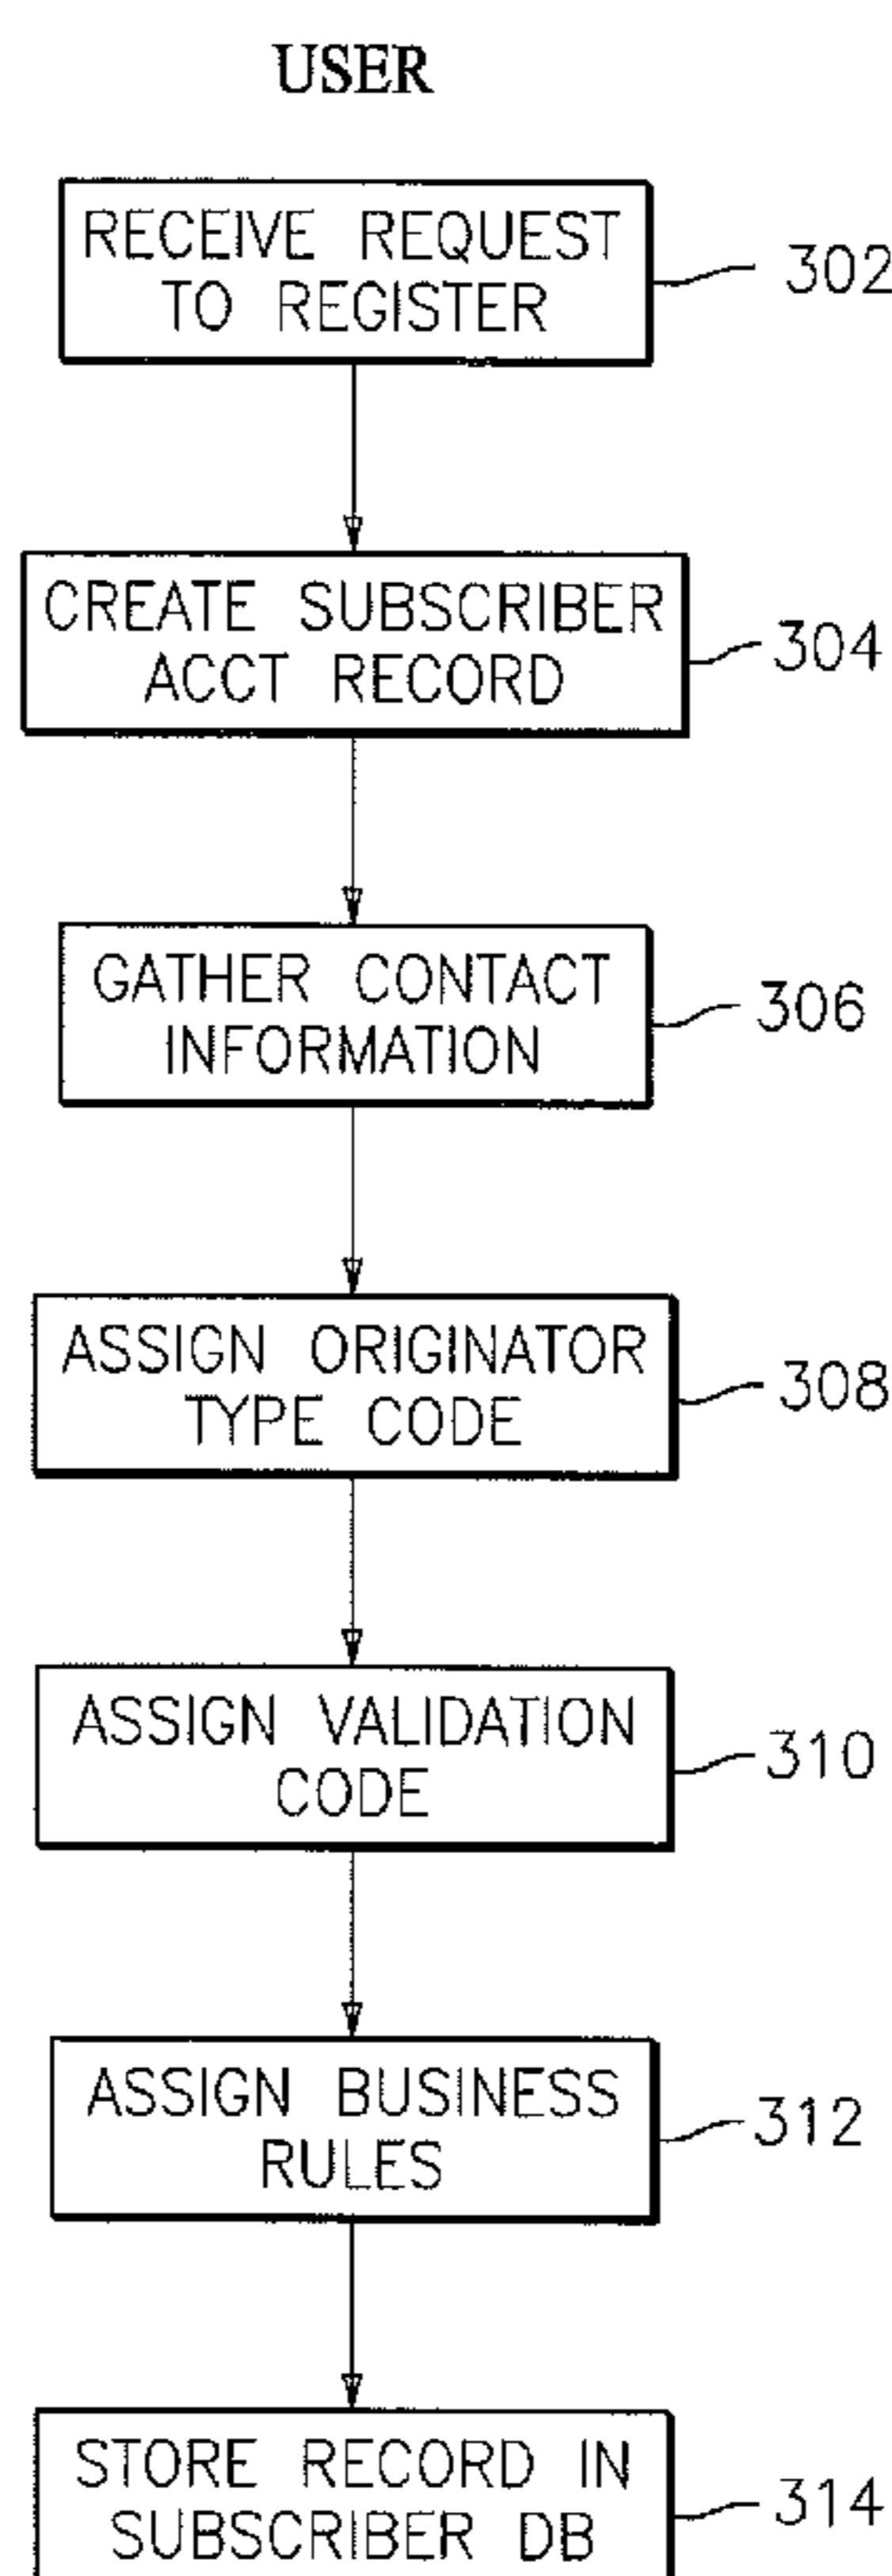 USER
RECEIVE REQUEST
TO REGISTER
302
CREATE SUBSCRIBER
ACCT RECORD
304
GATHER CONTACT
INFORMATION
306
ASSIGN ORIGINATOR
TYPE CODE
308
ASSIGN VALIDATION
CODE
310
ASSIGN BUSINESS
RULES
312
STORE RECORD IN
SUBSCRIBER DB
314